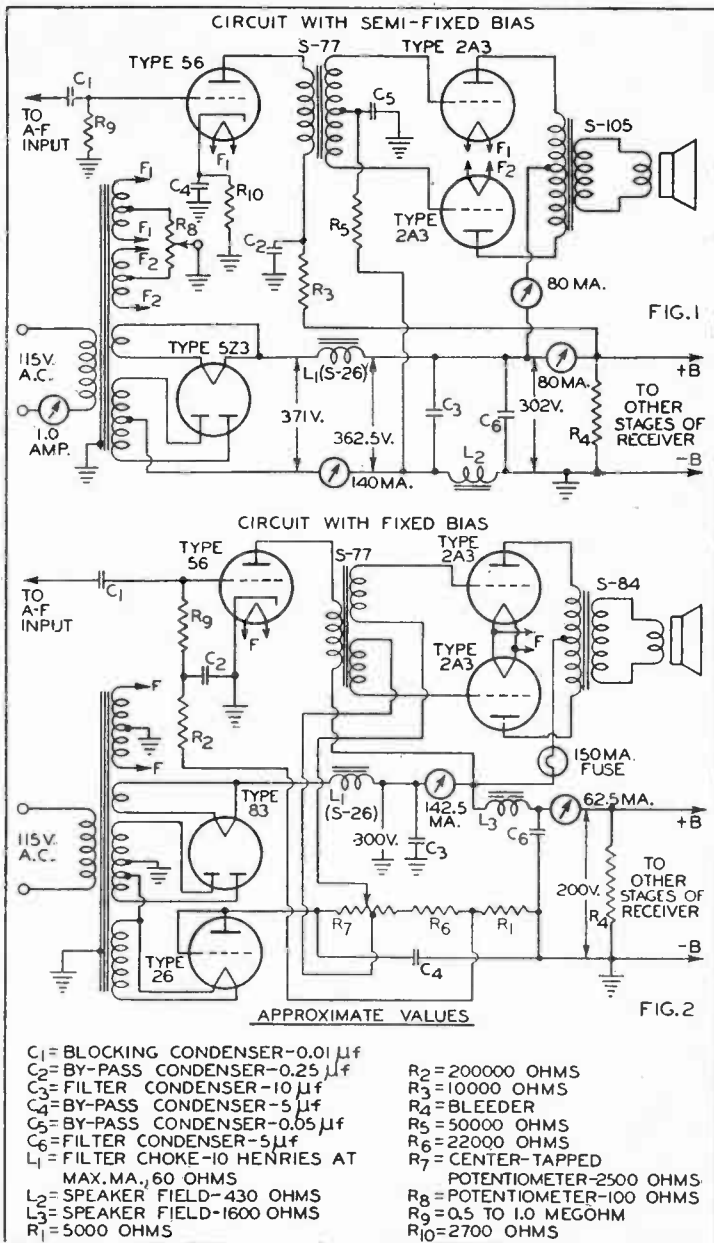 CIRCUIT WITH SEMI-FIXED BIAS
TYPE 56
S-77
TYPE 2A3
C1
TO
A-F
INPUT
R9
C5
F1
F1
F2
S-105
C4
R10
TYPE
2A3
F1
F1
R8
F2
F2
C2
R3
R5
80 MA.
FIG.1
TYPE 5Z3
L1 (S-26)
80 MA.
+B
115 V.
A.C.
1.0
AMP.
371 V.
362.5V.
C3
C6
302V.
R4
TO
OTHER
STAGES OF
RECEIVER
140 MA.
L2
-B
CIRCUIT WITH FIXED BIAS
TYPE
56
S-77
TYPE
2A3
C1
TO
A-F
INPUT
R9
F
S-84
C2
TYPE
2A3
F
F
R2
F
150 MA.
FUSE
TYPE
83
L1
(S-26)
142.5
MA.
L3
62.5 MA.
+B
115V.
A.C.
300V.
C3
C6
200V.
R4
TO
OTHER
STAGES OF
RECEIVER
R7
R6
R1
TYPE
26
C4
-B
FIG.2
APPROXIMATE VALUES
C1=BLOCKING CONDENSER-0.01 μf
C2=BY-PASS CONDENSER-0.25 μf
C3=FILTER CONDENSER-10 μf
C4=BY-PASS CONDENSER-5 μf
C5=BY-PASS CONDENSER-0.05 μf
C6=FILTER CONDENSER-5 μf
L1=FILTER CHOKE-10 HENRIES AT
MAX.MA., 60 OHMS
L2=SPEAKER FIELD-430 OHMS
L3=SPEAKER FIELD-1600 OHMS
R1=5000 OHMS
R2=200000 OHMS
R3=10000 OHMS
R4=BLEEDER
R5=50000 OHMS
R6=22000 OHMS
R7=CENTER-TAPPED
POTENTIOMETER-2500 OHMS
R8=POTENTIOMETER-100 OHMS
R9=0.5 TO 1.0 MEGOHM
R10=2700 OHMS